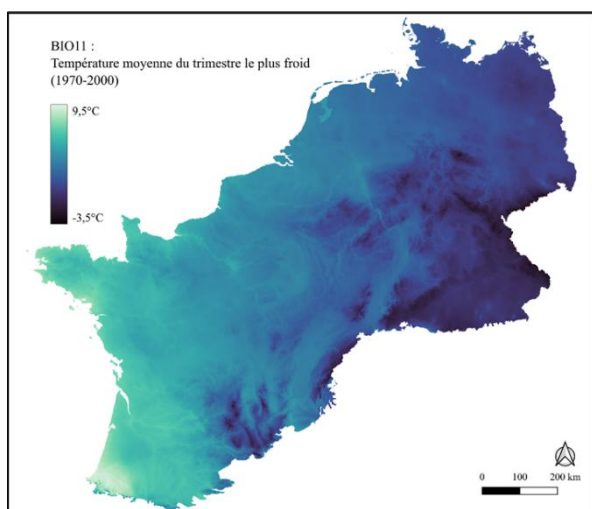 BIO11 :
Température moyenne du trimestre le plus froid
(1970-2000)
9,5°C
-3,5°C
0 100 200 km